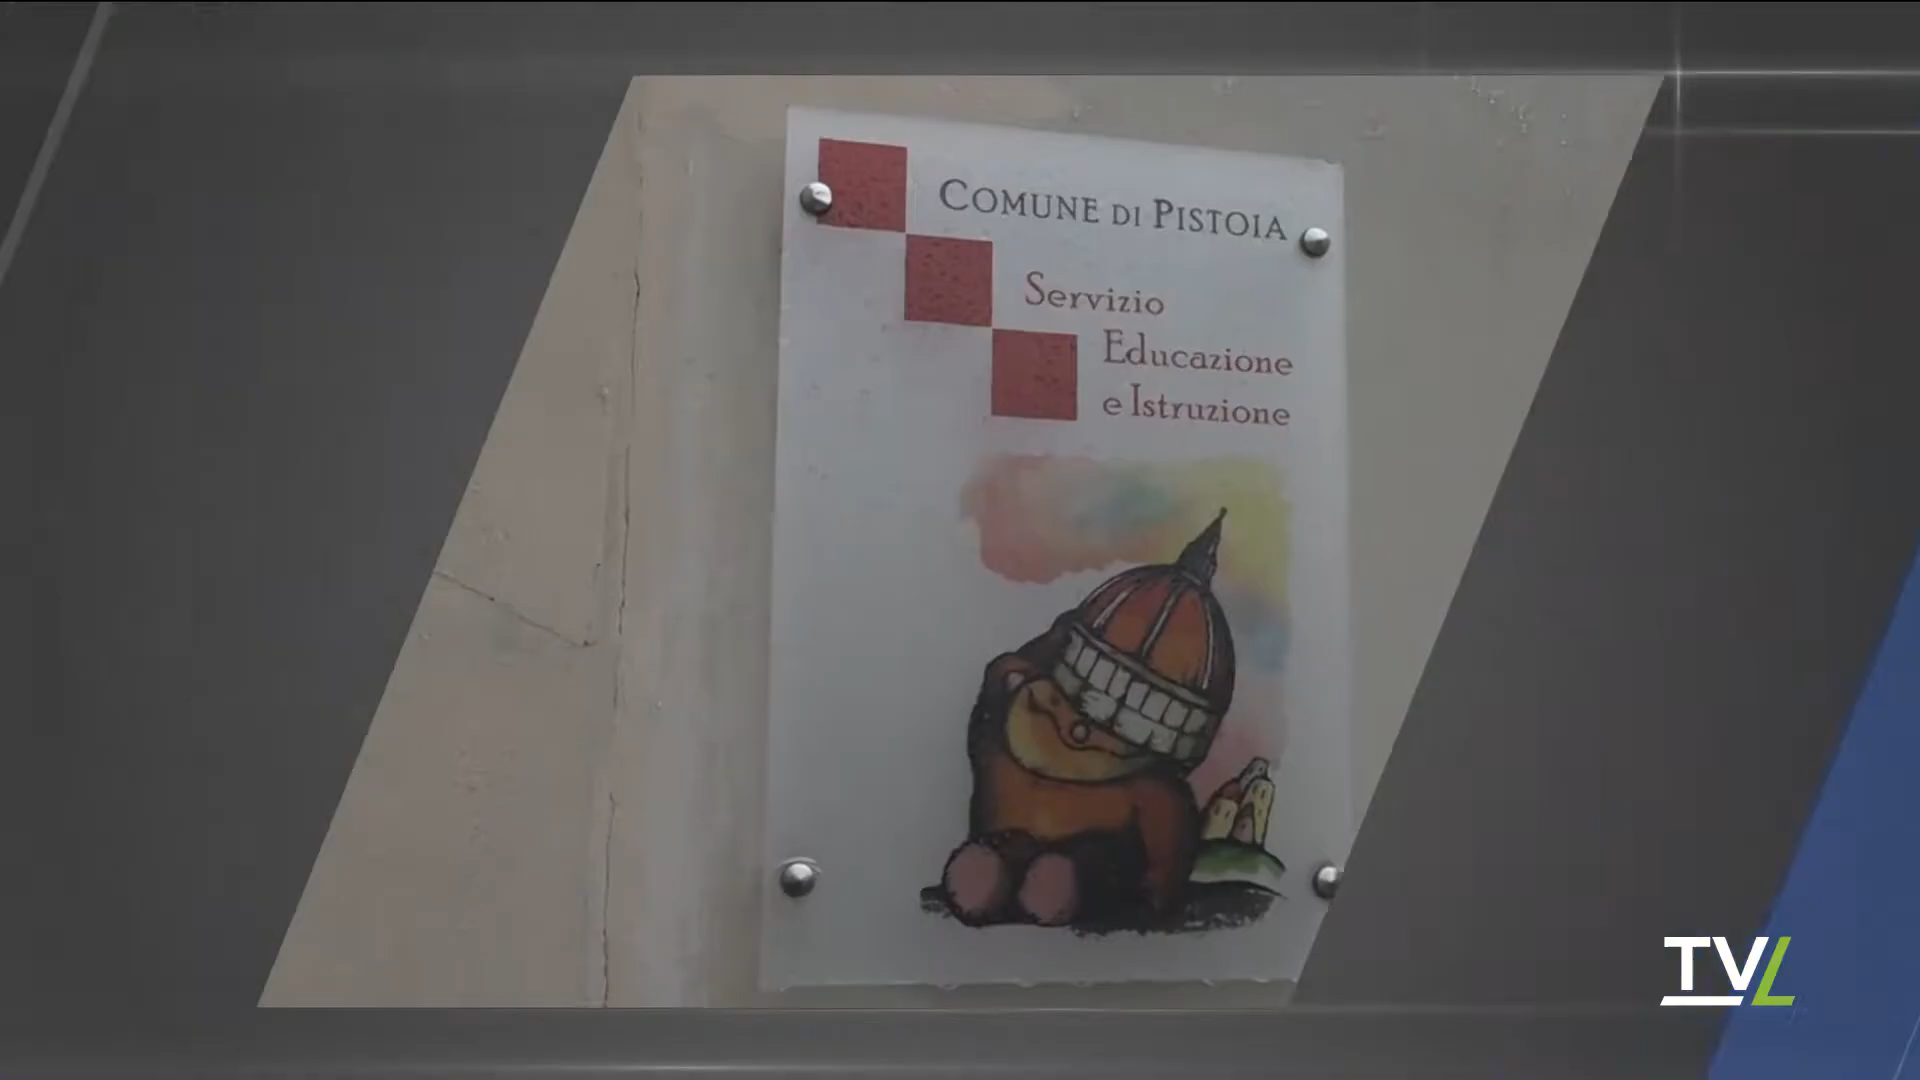 COMUNE DI PISTOIA
Servizio
Educazione
e Istruzione
TVL